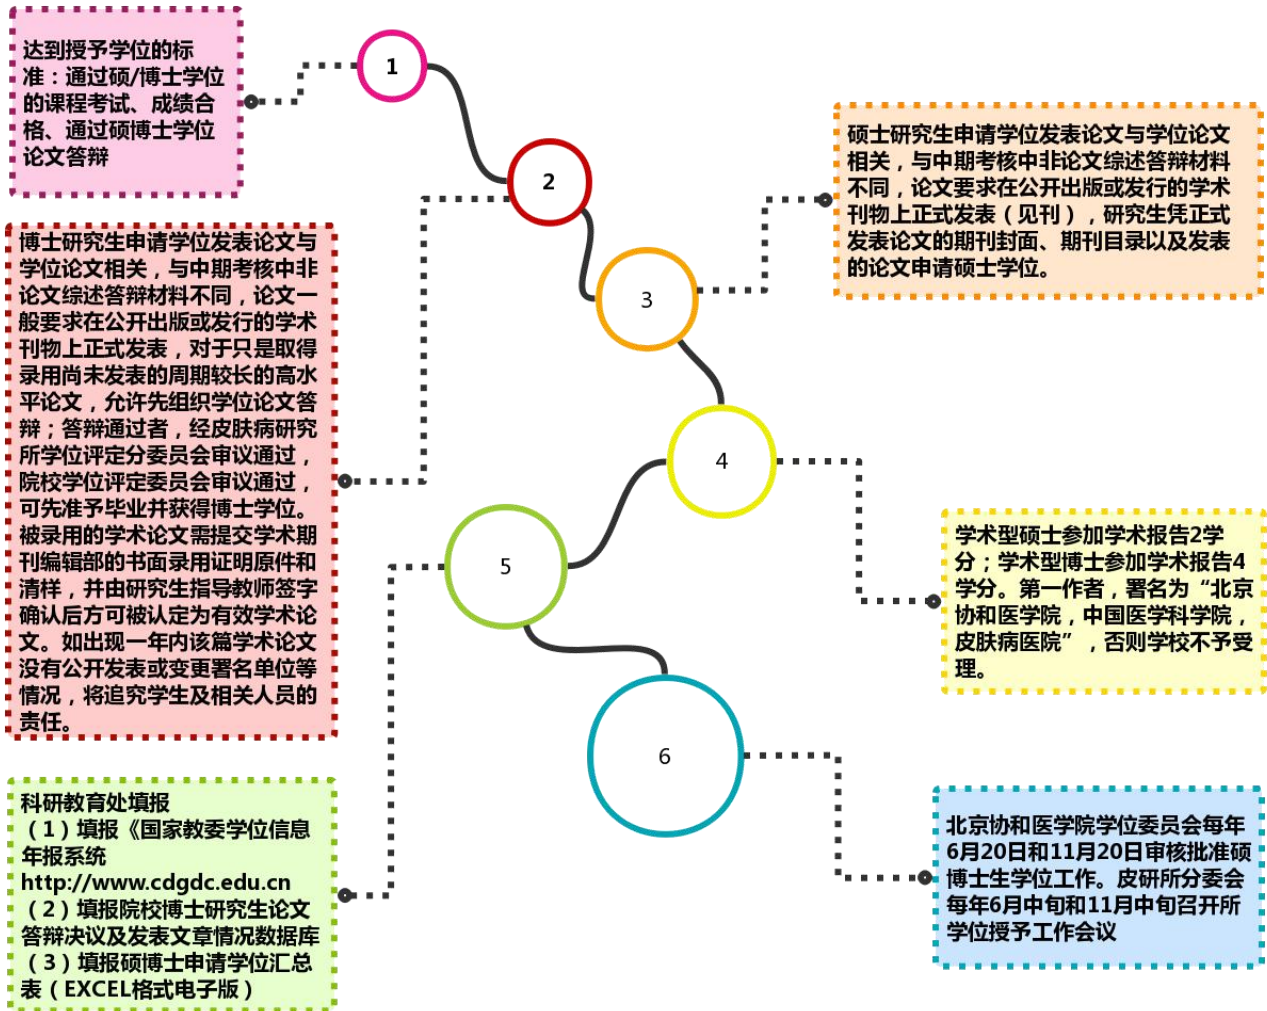 达到授予学位的标
准：通过硕/博士学位
的课程考试、成绩合
格、通过硕博士学位
论文答辩
1
2
博士研究生申请学位发表论文与
学位论文相关，与中期考核中非
论文综述答辩材料不同，论文一
般要求在公开出版或发行的学术
刊物上正式发表，对于只是取得
录用尚未发表的周期较长的高水
平论文，允许先组织学位论文答
辩；答辩通过者，经皮肤病研究
所学位评定分委员会审议通过，
院校学位评定委员会审议通过，
可先准予毕业并获得博士学位。
被录用的学术论文需提交学术期
刊编辑部的书面录用证明原件和
清样，并由研究生指导教师签字
确认后方可被认定为有效学术论
文。如出现一年内该篇学术论文
没有公开发表或变更署名单位等
情况，将追究学生及相关人员的
责任。
3
硕士研究生申请学位发表论文与学位论文
相关，与中期考核中非论文综述答辩材料
不同，论文要求在公开出版或发行的学术
刊物上正式发表（见刊），研究生凭正式
发表论文的期刊封面、期刊目录以及发表
的论文申请硕士学位。
4
学术型硕士参加学术报告2学
分；学术型博士参加学术报告4
学分。第一作者，署名为“北京
协和医学院，中国医学科学院，
皮肤病医院”，否则学校不予受
理。
5
科研教育处填报
（1）填报《国家教委学位信息
年报系统
http://www.cdgdc.edu.cn
（2）填报院校博士研究生论文
答辩决议及发表文章情况数据库
（3）填报硕博士申请学位汇总
表（EXCEL格式电子版）
6
北京协和医学院学位委员会每年
6月20日和11月20日审核批准硕
博士生学位工作。皮研所分委会
每年6月中旬和11月中旬召开所
学位授予工作会议